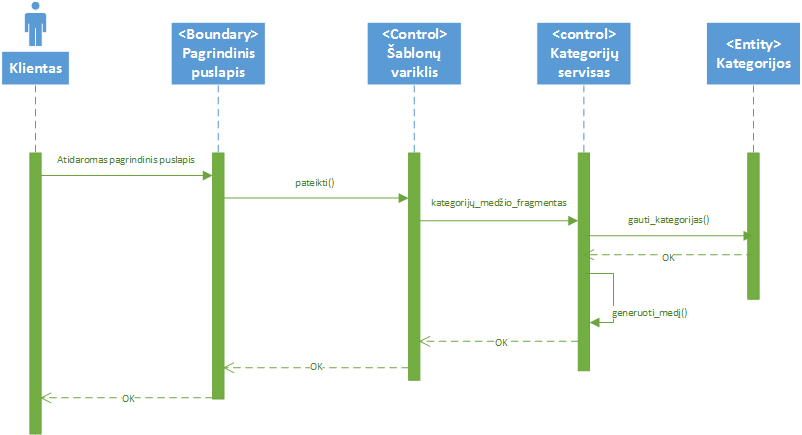 Klientas
<Boundary>
Pagrindinis
puslapis
<Control>
Šablonų
variklis
<control>
Kategorijų
servisas
<Entity>
Kategorijos
Atidaromas pagrindinis puslapis
pateikti()
kategorijų_medžio_fragmentas
gauti_kategorijas()
OK
generuoti_medį()
OK
OK
OK